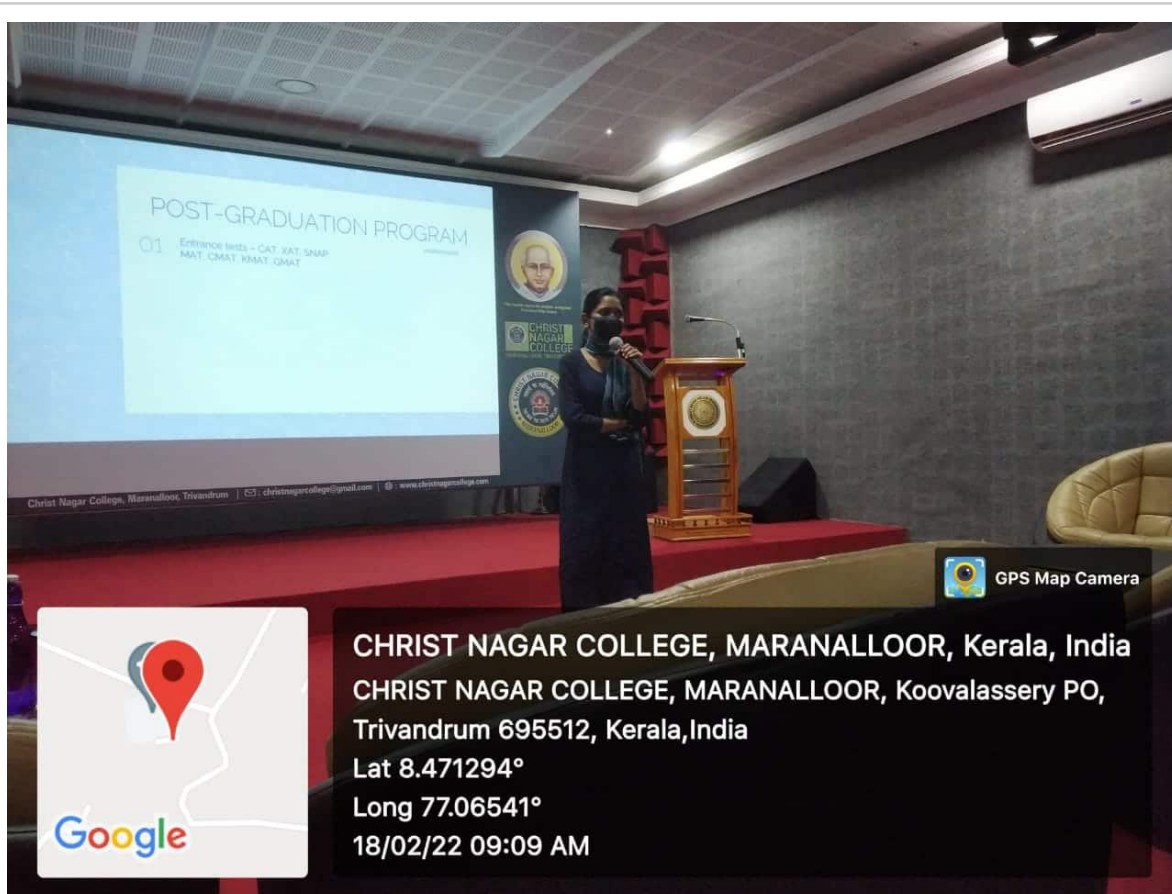 POST-GRADUATION PROGRAM
01 Entrance tests – CAT, XAT, SNAP
MAT, CMAT, KMAT, GMAT
CHRIST
NAGAR
COLLEGE
CHRIST NAGAR
MARANALLOOR
Christ Nagar College, Maranalloor, Trivandrum | : christnagarcollege@gmail.com | : www.christnagarcollege.com
GPS Map Camera
CHRIST NAGAR COLLEGE, MARANALLOOR, Kerala, India
CHRIST NAGAR COLLEGE, MARANALLOOR, Koovalassery PO,
Trivandrum 695512, Kerala,India
Lat 8.471294°
Long 77.06541°
18/02/22 09:09 AM
Google